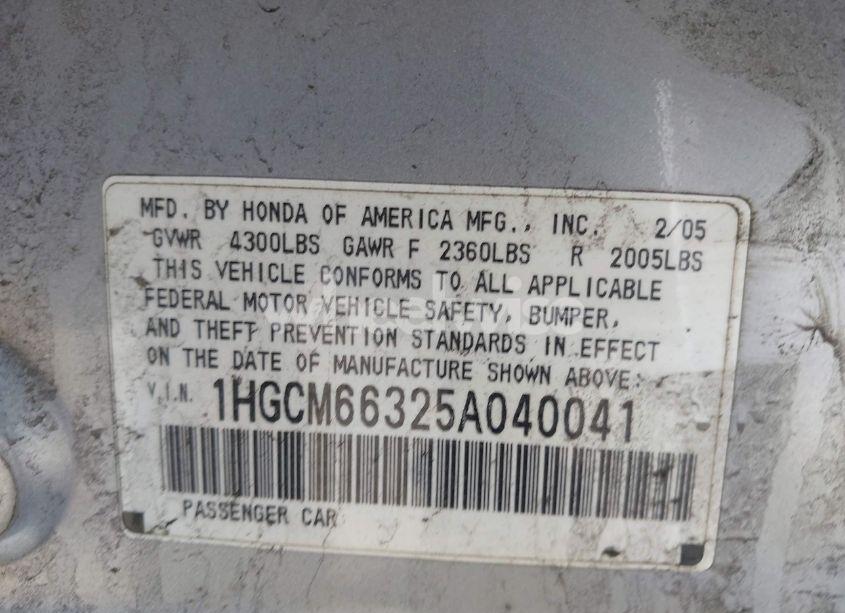 MFD. BY HONDA OF AMERICA MFG., INC. 2/05
GVWR 4300LBS GAWR F 2360LBS R 2005LBS
THIS VEHICLE CONFORMS TO ALL APPLICABLE
FEDERAL MOTOR VEHICLE SAFETY, BUMPER,
AND THEFT PREVENTION STANDARDS IN EFFECT
ON THE DATE OF MANUFACTURE SHOWN ABOVE:
V.I.N. 1HGCM66325A040041
PASSENGER CAR